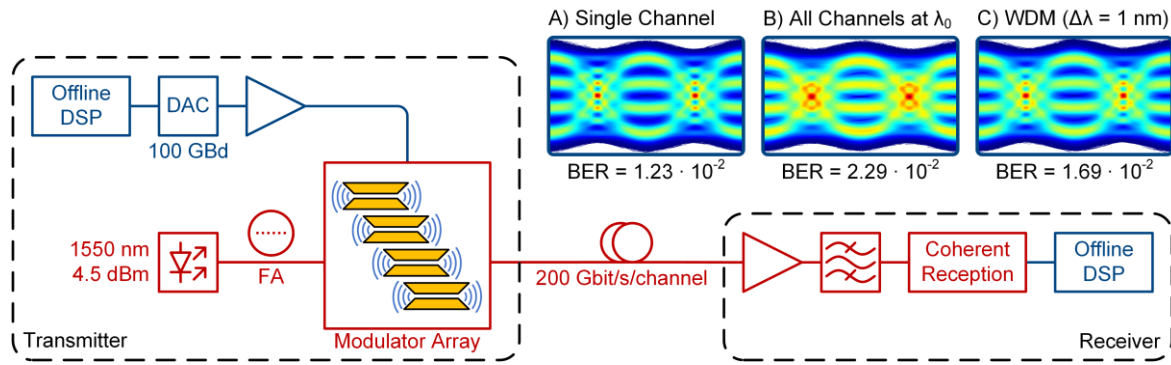 A) Single Channel
B) All Channels at λ₀
C) WDM (Δλ = 1 nm)
BER = 1.23 · 10⁻²
BER = 2.29 · 10⁻²
BER = 1.69 · 10⁻²
Offline
DSP
DAC
100 GBd
1550 nm
4.5 dBm
FA
Modulator Array
Transmitter
200 Gbit/s/channel
Coherent
Reception
Offline
DSP
Receiver